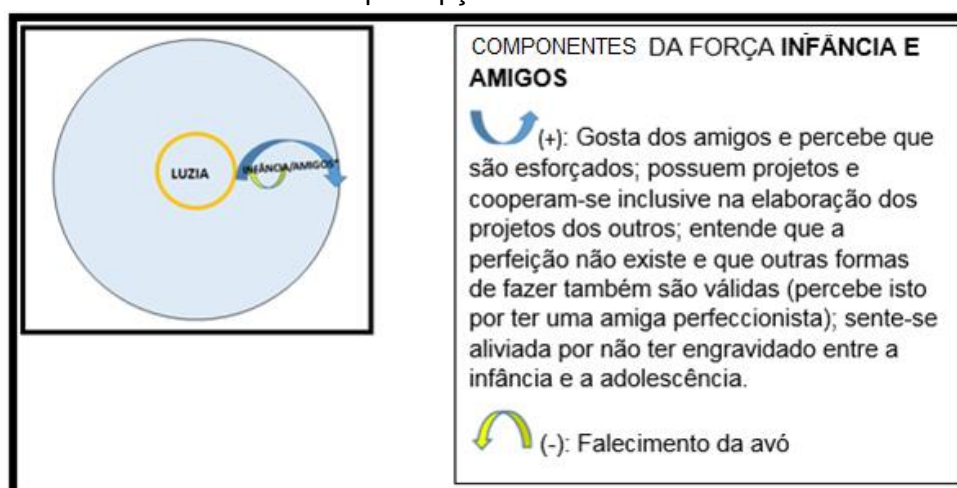 LUZIA
INFÂNCIA/AMIGOS*
COMPONENTES DA FORÇA INFÂNCIA E
AMIGOS
(+): Gosta dos amigos e percebe que
são esforçados; possuem projetos e
cooperam-se inclusive na elaboração dos
projetos dos outros; entende que a
perfeição não existe e que outras formas
de fazer também são válidas (percebe isto
por ter uma amiga perfeccionista); sente-se
aliviada por não ter engravidado entre a
infância e a adolescência.
(-): Falecimento da avó